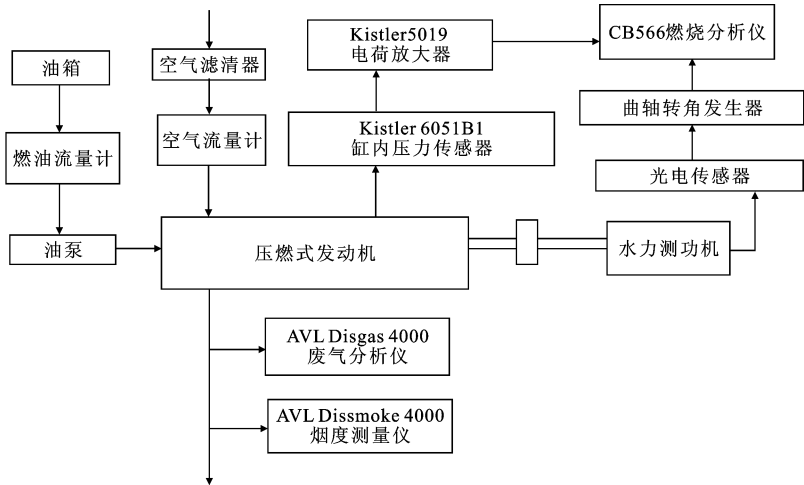 Kistler5019
电荷放大器
CB566燃烧分析仪
油箱
空气滤清器
曲轴转角发生器
燃油流量计
空气流量计
Kistler 6051B1
缸内压力传感器
光电传感器
油泵
压燃式发动机
水力测功机
AVL Disgas 4000
废气分析仪
AVL Dissmoke 4000
烟度测量仪